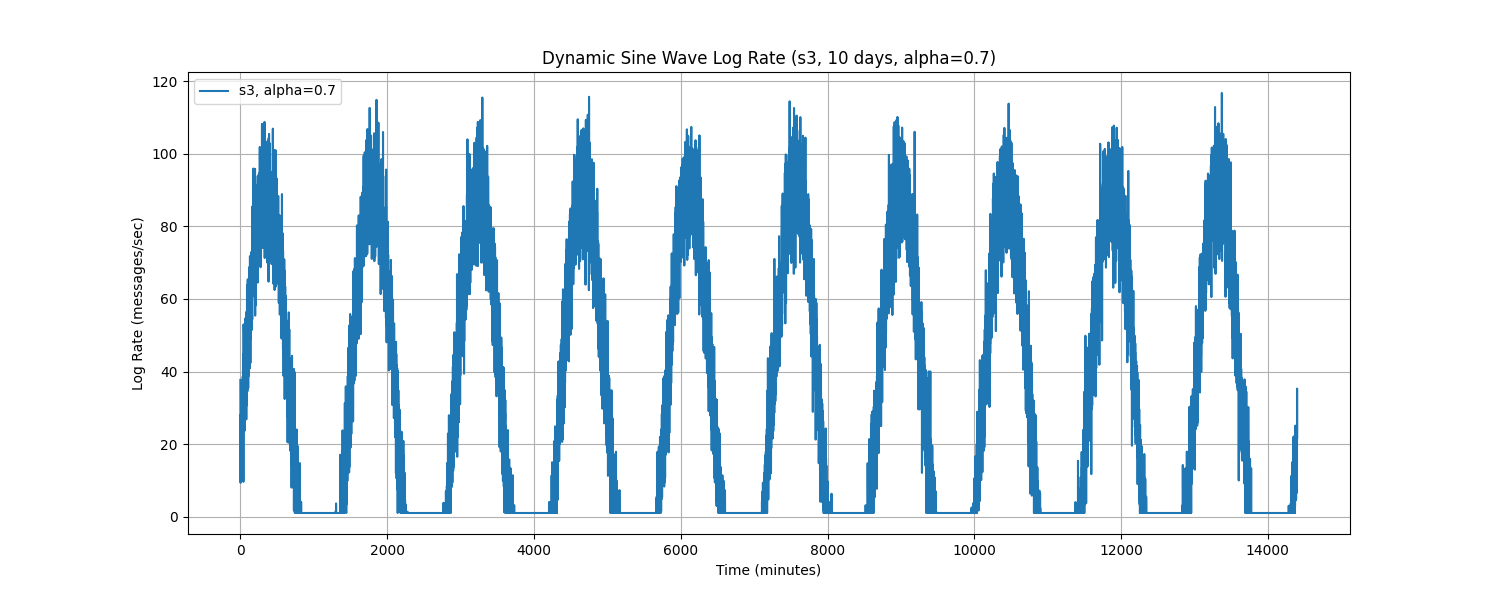 Dynamic Sine Wave Log Rate (s3, 10 days, alpha=0.7)
s3, alpha=0.7
Log Rate (messages/sec)
120
100
80
60
40
20
0
0 2000 4000 6000 8000 10000 12000 14000
Time (minutes)